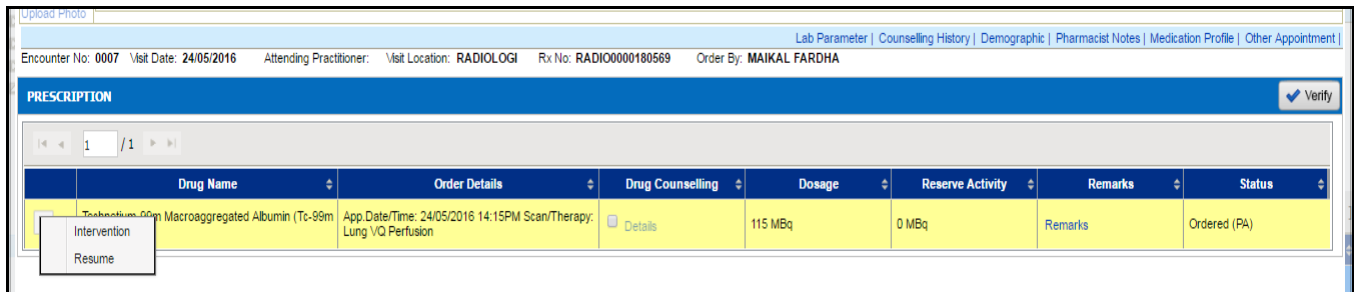 Upload Photo
Lab Parameter | Counselling History | Demographic | Pharmacist Notes | Medication Profile | Other Appointment |
Encounter No: 0007 Visit Date: 24/05/2016 Attending Practitioner: Visit Location: RADIOLOGI Rx No: RADIO0000180569 Order By: MAIKAL FARDHA
PRESCRIPTION Verify
1 / 1
Drug Name Order Details Drug Counselling Dosage Reserve Activity Remarks Status
Technetium-99m Macroaggregated Albumin (Tc-99m App.Date/Time: 24/05/2016 14:15PM Scan/Therapy:
Lung VQ Perfusion Details 115 MBq 0 MBq Remarks Ordered (PA)
Intervention
Resume